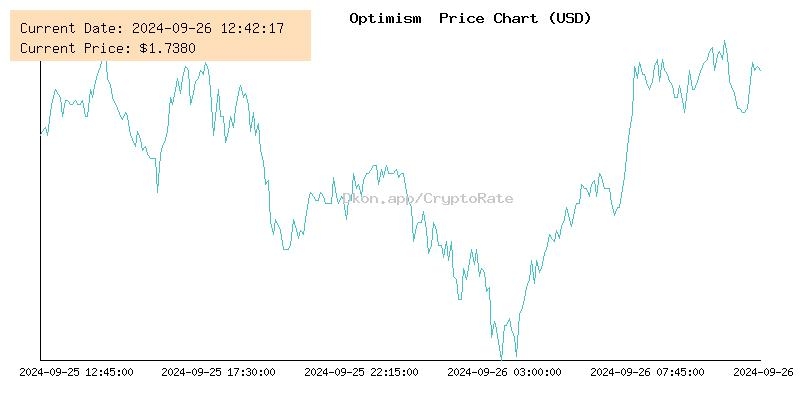 Optimism  Price Chart (USD)
Current Date: 2024-09-26 12:42:17
Current Price: $1.7380
Dkon.app/CryptoRate
2024-09-25 12:45:00 2024-09-25 17:30:00 2024-09-25 22:15:00 2024-09-26 03:00:00 2024-09-26 07:45:00 2024-09-26